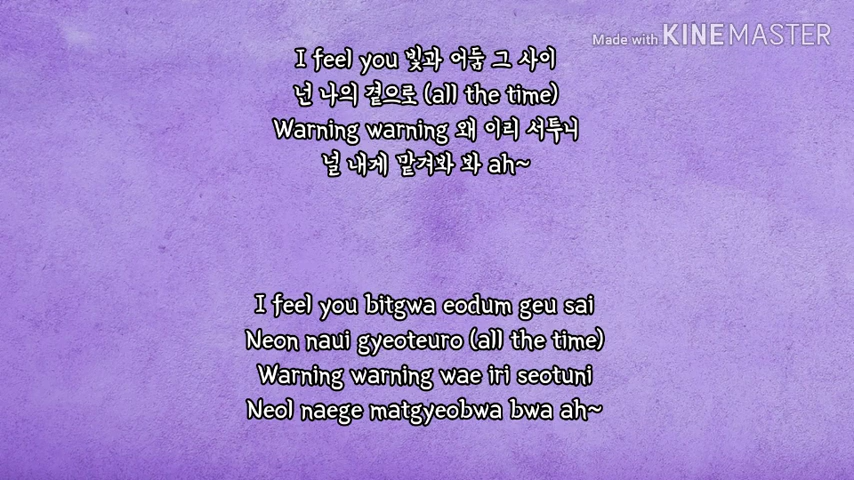 Made with KINEMASTER
I feel you 빛과 어둠 그 사이
넌 나의 곁으로 (all the time)
Warning warning 왜 이리 서투니
널 내게 맡겨봐 봐 ah~
I feel you bitgwa eodum geu sai
Neon naui gyeoteuro (all the time)
Warning warning wae iri seotuni
Neol naege matgyeobwa bwa ah~